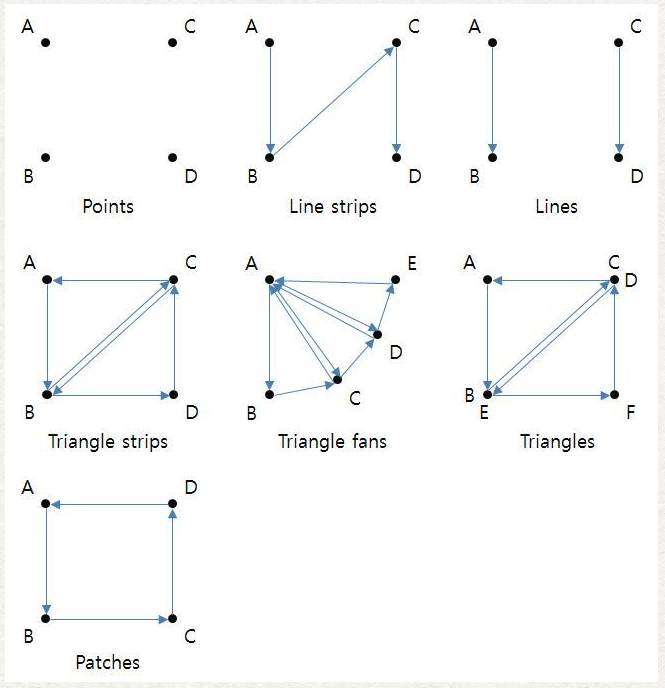 A C A C A C
B D B D B D
Points Line strips Lines
A C A E A C D
B D B C D B E F
Triangle strips Triangle fans Triangles
A D
B C
Patches